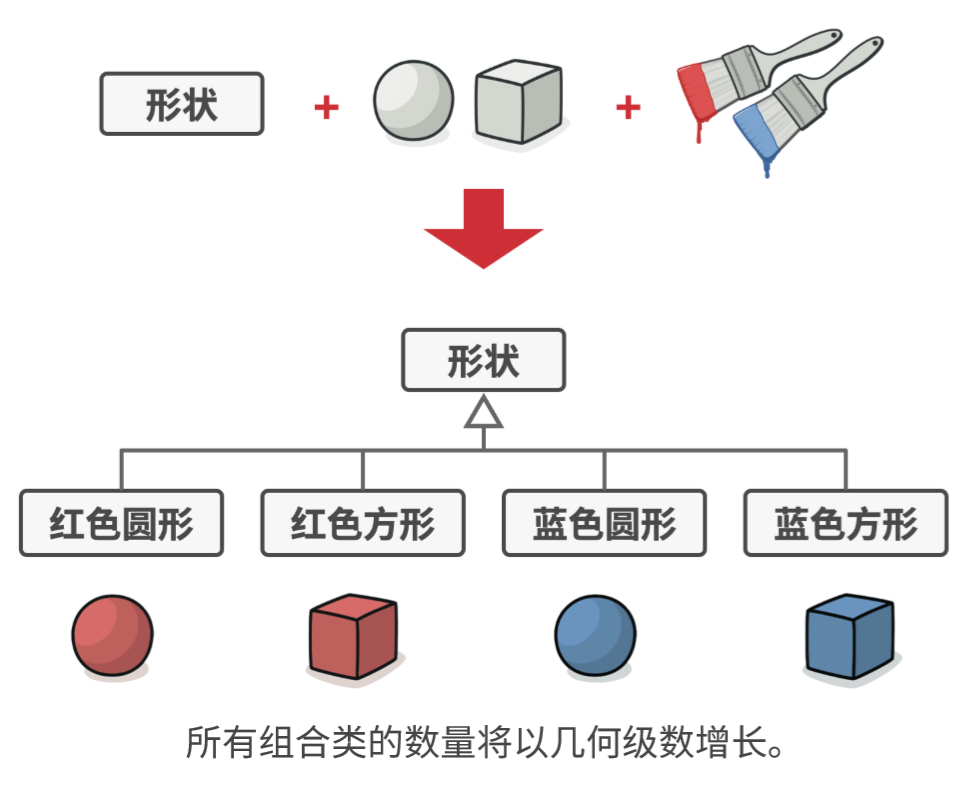 形状
+
+
形状
红色圆形
红色方形
蓝色圆形
蓝色方形
所有组合类的数量将以几何级数增长。